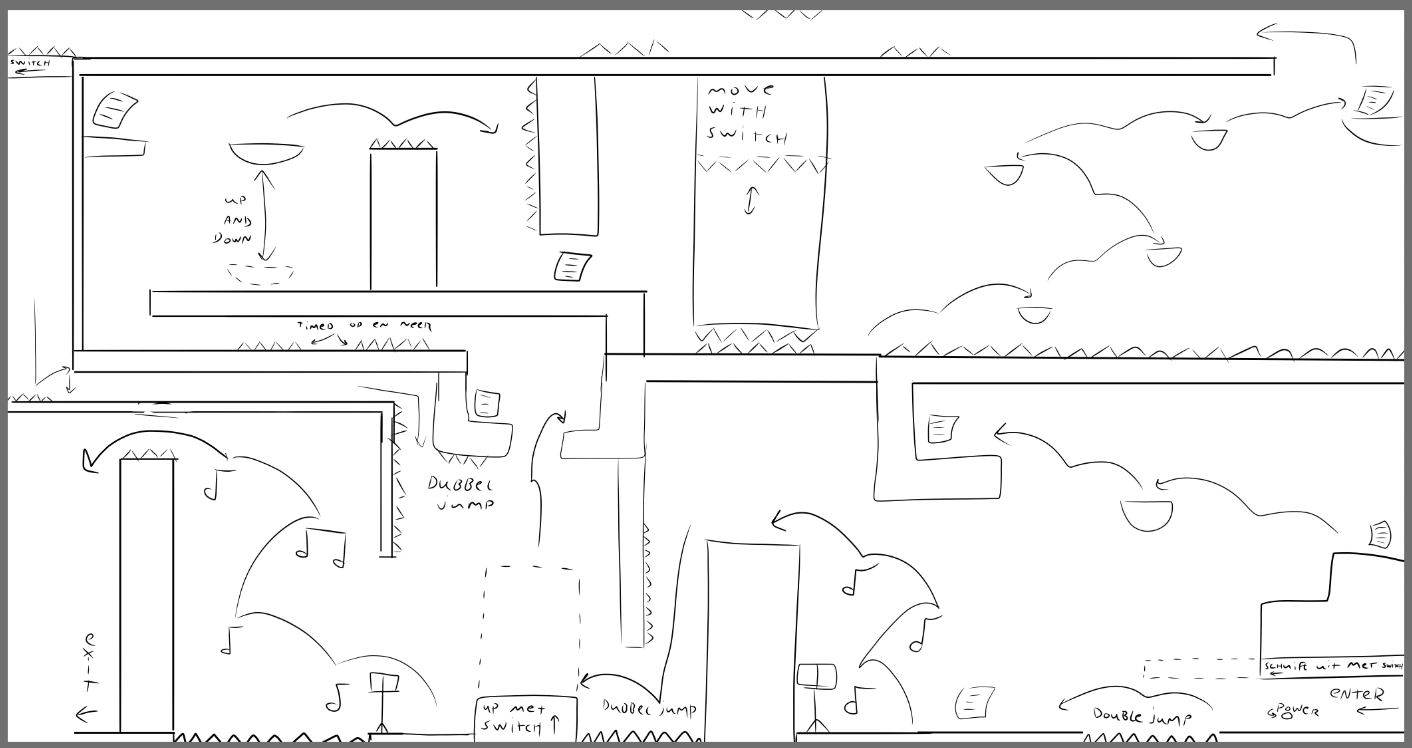 SWITCH
MOVE
WITH
SWITCH
UP
AND
DOWN
TIMED OP EN NEER
DUBBEL
JUMP
EXIT
UP MET
SWITCH
DUBBEL JUMP
DOUBLE JUMP
SCHUIFT UIT MET SWITCH
POWER
ENTER